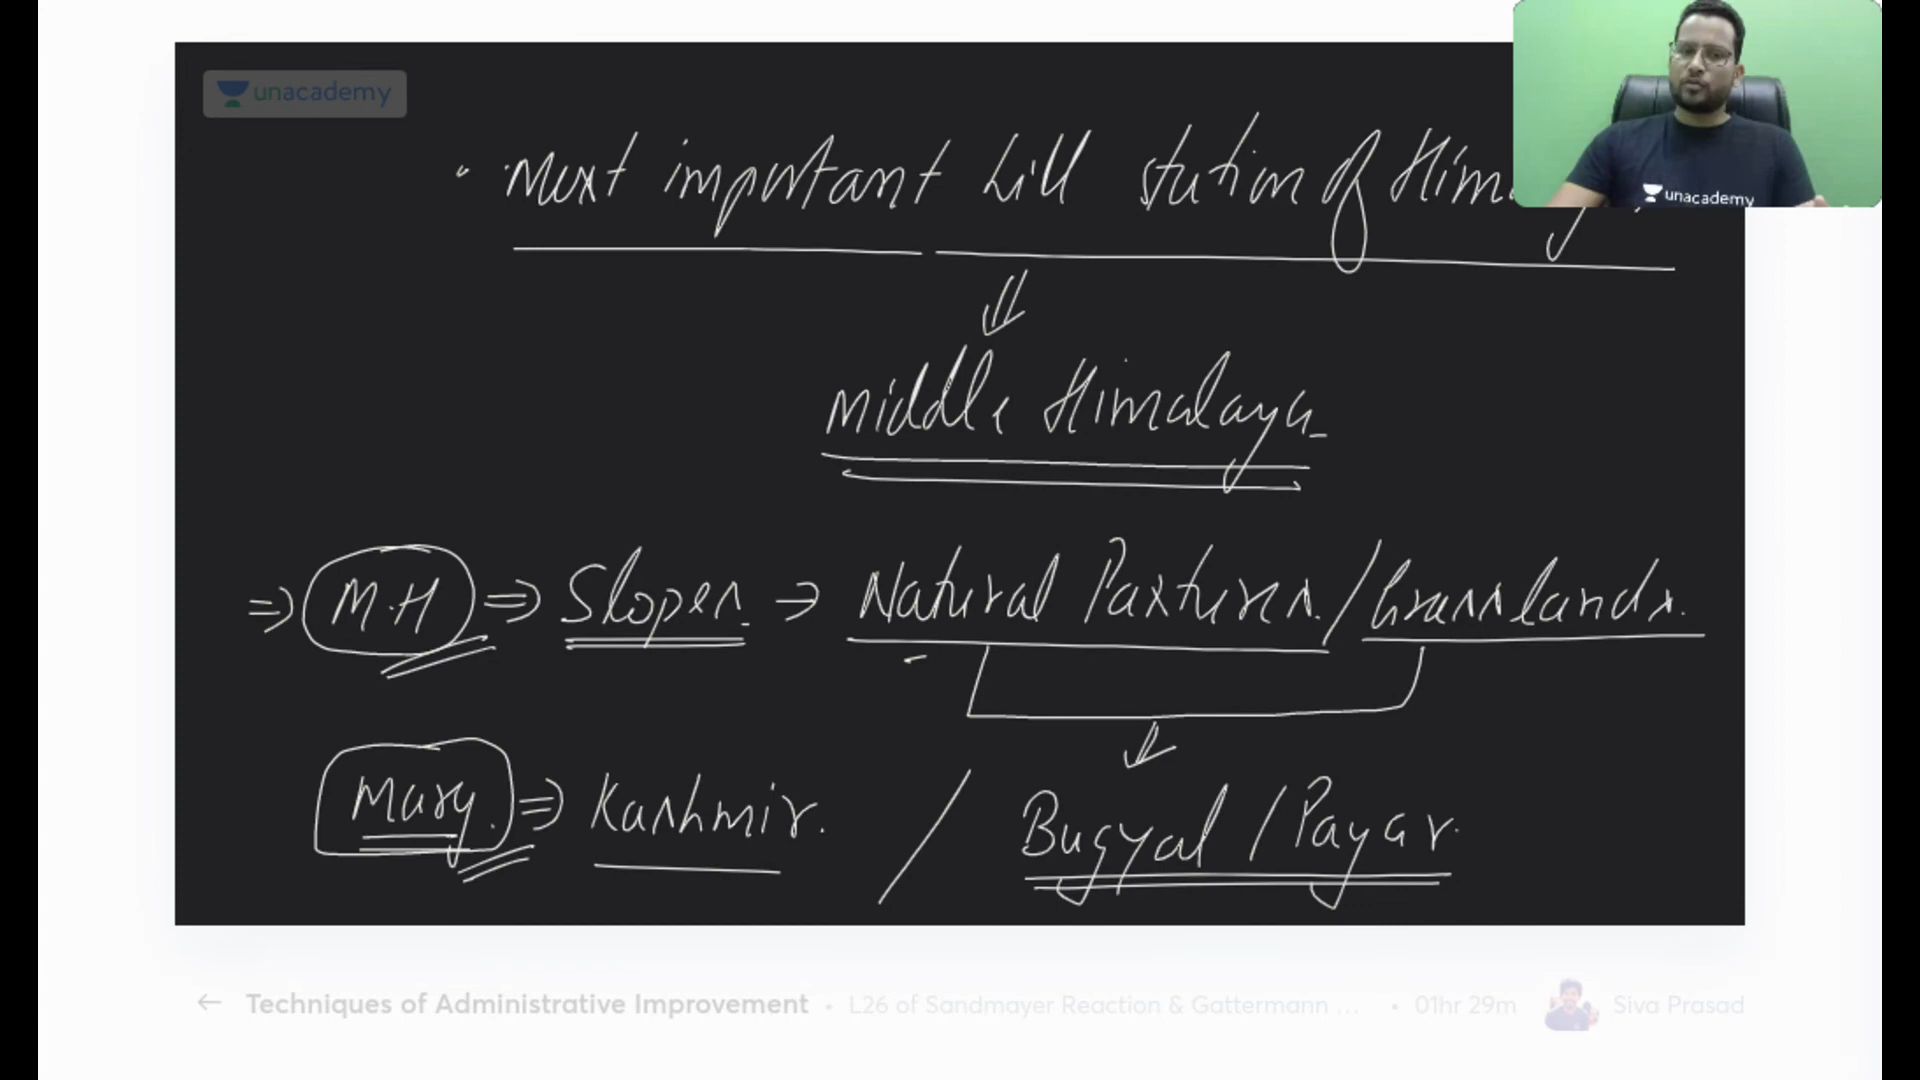 unacademy
• Most important hill station of Himalaya
Middle Himalaya
⇒ M.H ⇒ Slopes → Natural Pastures / Grasslands.
Marg. ⇒ Kashmir. / Bugyal / Payar.
unacademy
← Techniques of Administrative Improvement • L26 of Sandmayer Reaction & Gattermann ... • 01hr 29m Siva Prasad